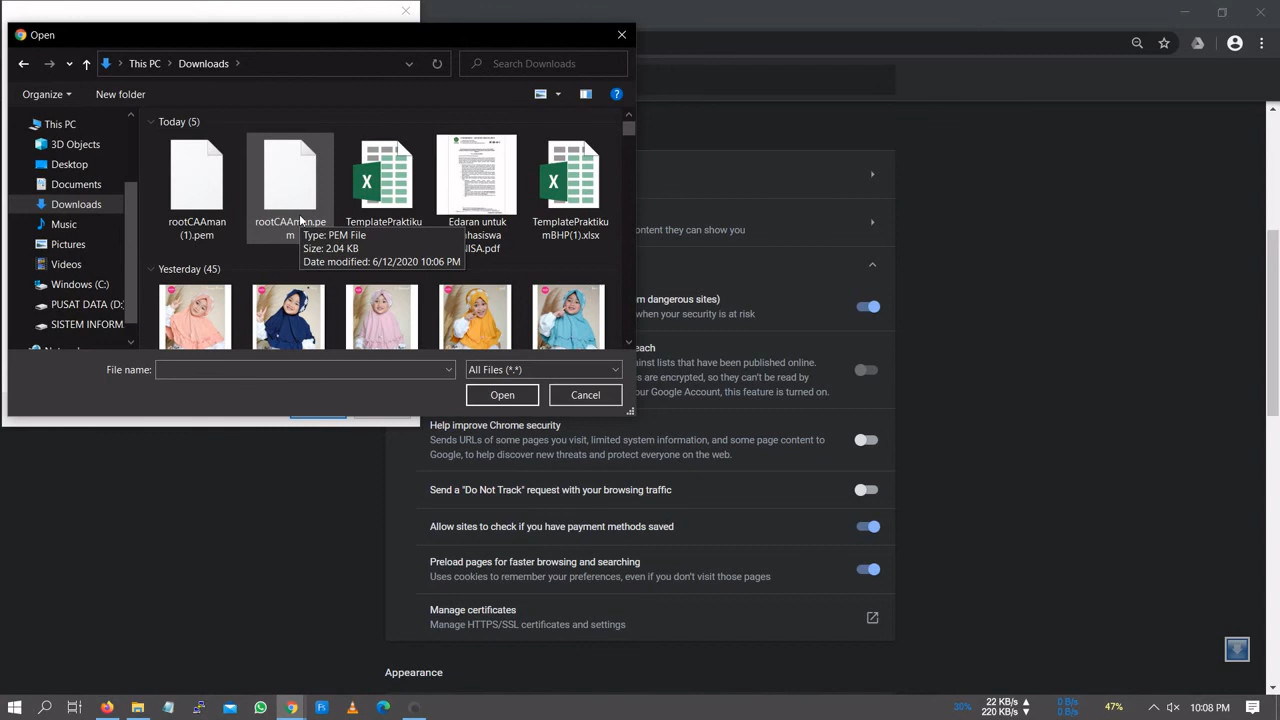 Open
This PC
Downloads
Search Downloads
Organize
New folder
This PC
3D Objects
Desktop
Documents
Downloads
Music
Pictures
Videos
Windows (C:)
PUSAT DATA (D:
SISTEM INFORM
Today (5)
rootCAAman
(1).pem
rootCAAman.pe
m
TemplatePraktiku
Edaran untuk
TemplatePraktiku
mBHP(1).xlsx
Type: PEM File
Size: 2.04 KB
Date modified: 6/12/2020 10:06 PM
Yesterday (45)
File name:
All Files (*.*)
Open
Cancel
ontent they can show you
m dangerous sites)
when your security is at risk
each
ainst lists that have been published online.
es are encrypted, so they can't be read by
our Google Account, this feature is turned on.
Help improve Chrome security
Sends URLs of some pages you visit, limited system information, and some page content to
Google, to help discover new threats and protect everyone on the web.
Send a "Do Not Track" request with your browsing traffic
Allow sites to check if you have payment methods saved
Preload pages for faster browsing and searching
Uses cookies to remember your preferences, even if you don't visit those pages
Manage certificates
Manage HTTPS/SSL certificates and settings
Appearance
30%
22 KB/s
220 KB/s
0 B/s
0 B/s
47%
10:08 PM